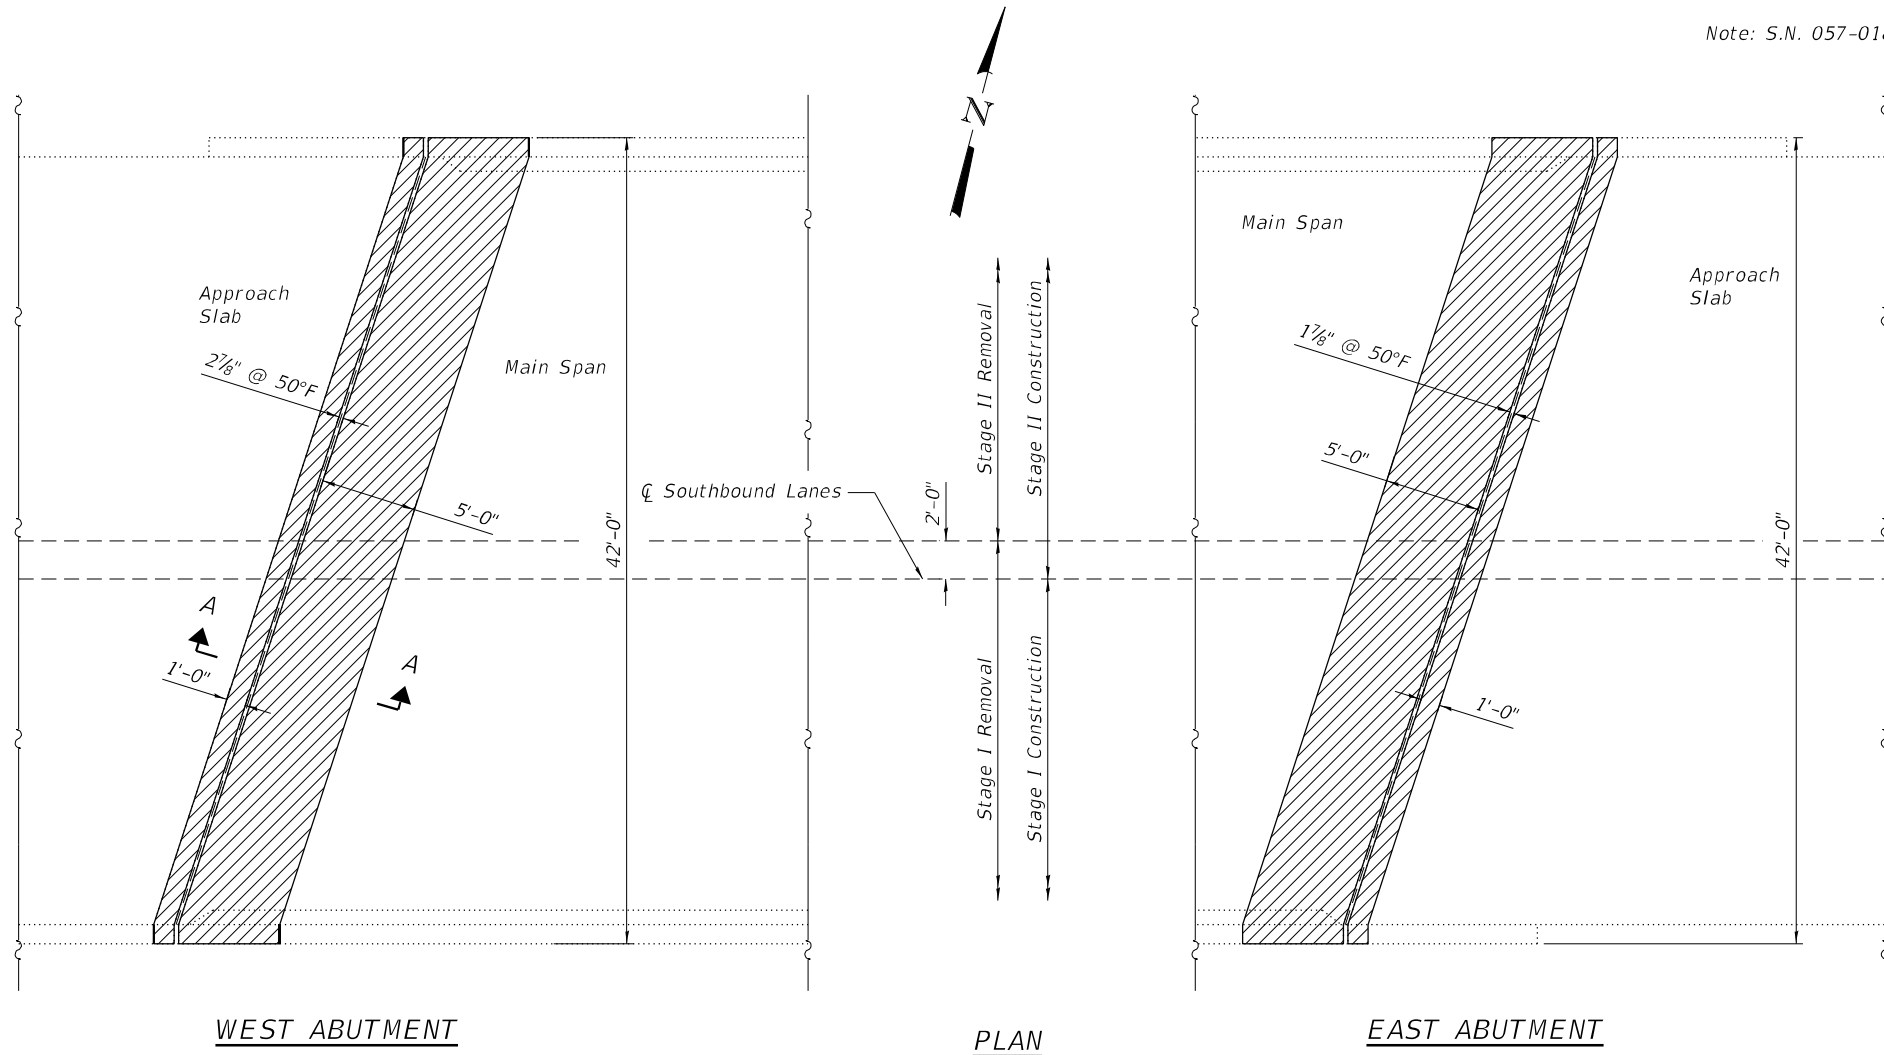 Note: S.N. 057-018
N
Approach
Slab
2⅞" @ 50°F
Main Span
5'-0"
42'-0"
A
A
1'-0"
℄ Southbound Lanes
2'-0"
Stage II Removal
Stage II Construction
Stage I Removal
Stage I Construction
Main Span
Approach
Slab
1⅞" @ 50°F
5'-0"
42'-0"
1'-0"
WEST ABUTMENT
PLAN
EAST ABUTMENT